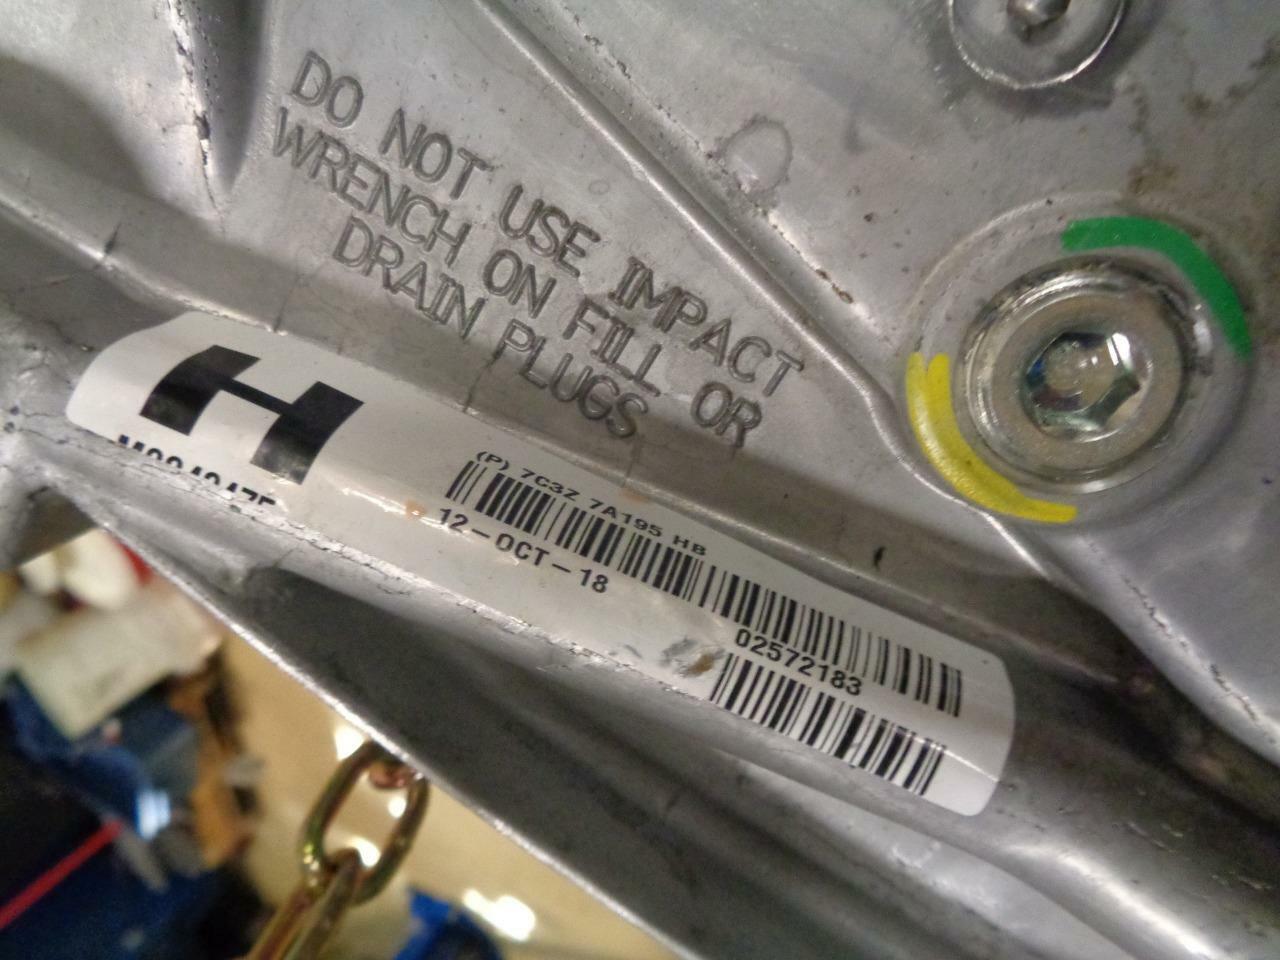 DO NOT USE IMPACT
WRENCH ON FILL OR
DRAIN PLUGS
H
(P) 7C3Z 7A195 HB
12-OCT-18
02572183